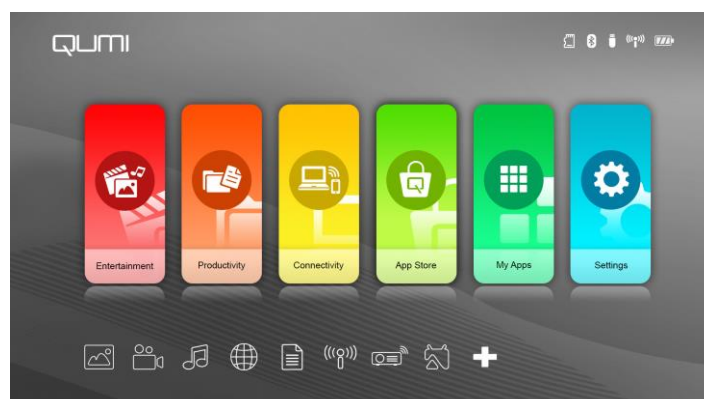 QUMI
Entertainment
Productivity
Connectivity
App Store
My Apps
Settings